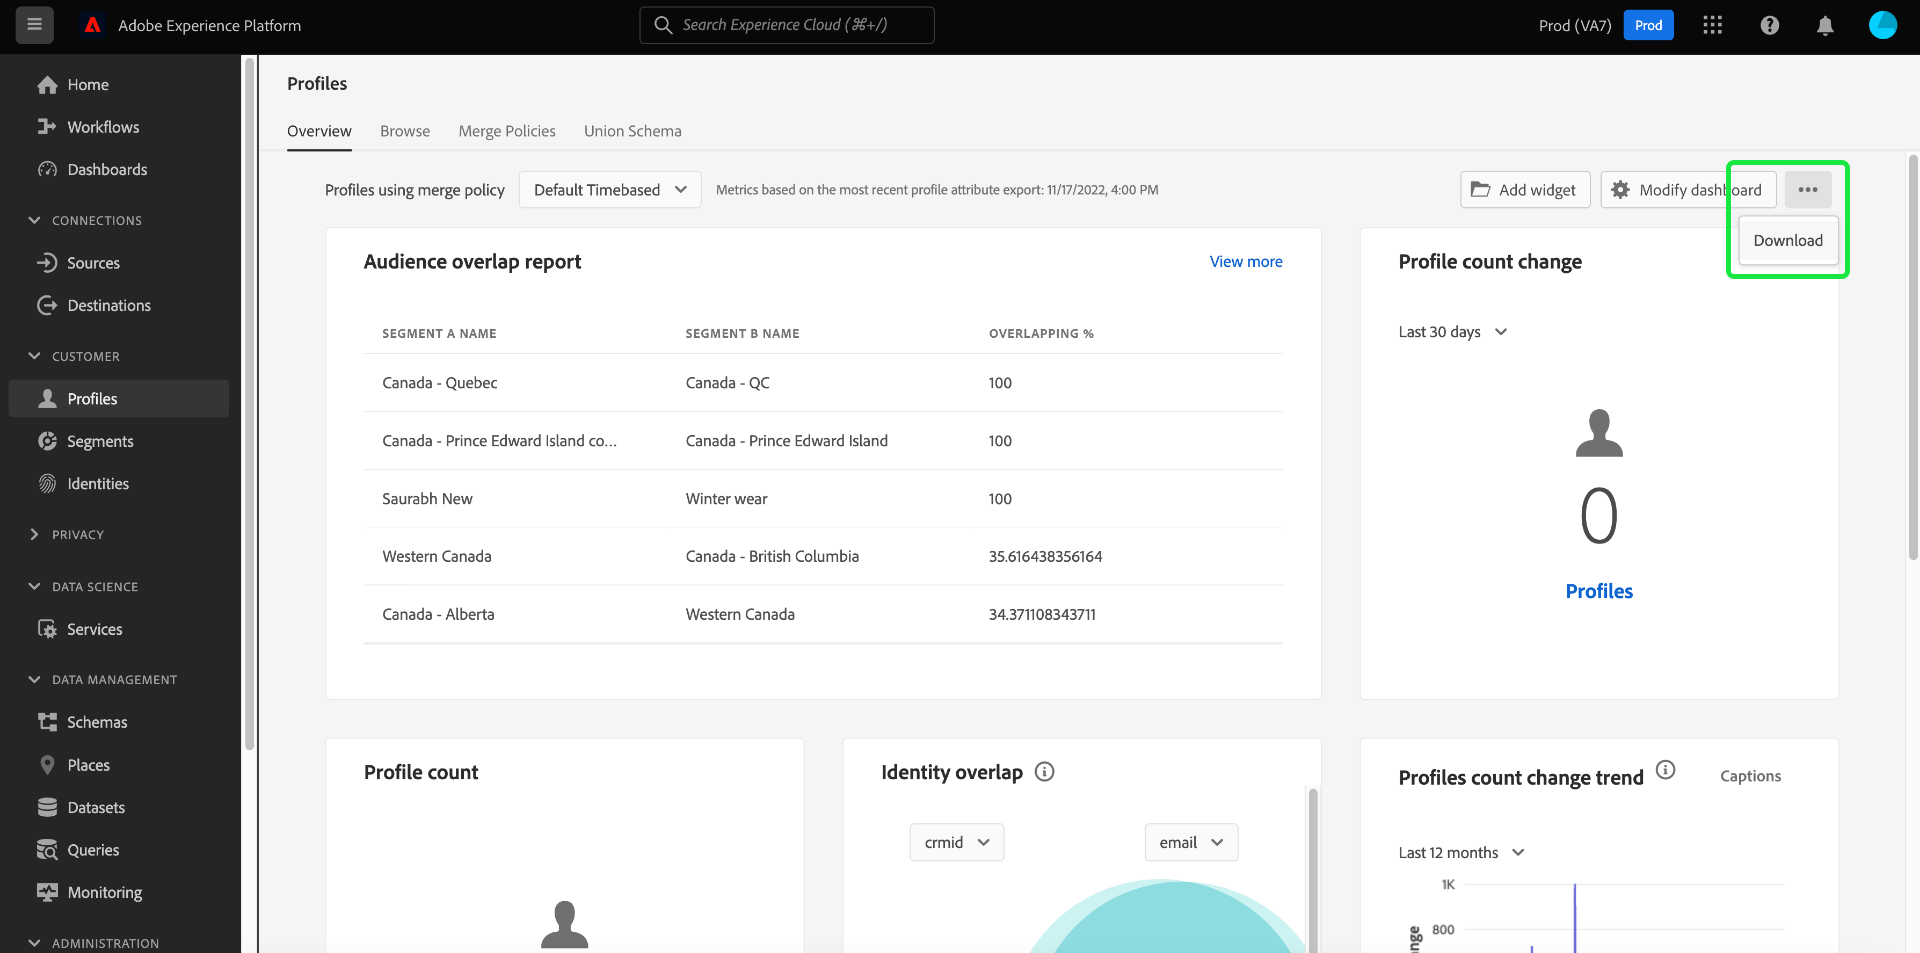 Adobe Experience Platform
Search Experience Cloud (⌘+/)
Prod (VA7)
Prod
Home
Workflows
Dashboards
CONNECTIONS
Sources
Destinations
CUSTOMER
Profiles
Segments
Identities
PRIVACY
DATA SCIENCE
Services
DATA MANAGEMENT
Schemas
Places
Datasets
Queries
Monitoring
ADMINISTRATION
Profiles
Overview Browse Merge Policies Union Schema
Profiles using merge policy Default Timebased Metrics based on the most recent profile attribute export: 11/17/2022, 4:00 PM
Add widget
Modify dashboard
Download
Audience overlap report
View more
SEGMENT A NAME SEGMENT B NAME OVERLAPPING %
Canada - Quebec Canada - QC 100
Canada - Prince Edward Island co... Canada - Prince Edward Island 100
Saurabh New Winter wear 100
Western Canada Canada - British Columbia 35.616438356164
Canada - Alberta Western Canada 34.371108343711
Profile count change
Last 30 days
0
Profiles
Profile count
Identity overlap
crmid
email
Profiles count change trend
Captions
Last 12 months
1K
800